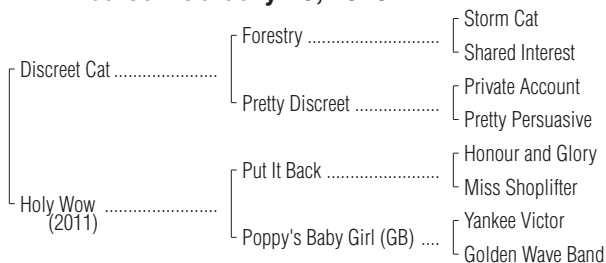 Forestry ................................
Storm Cat
Shared Interest
Discreet Cat .........................
Pretty Discreet .....................
Private Account
Pretty Persuasive
Put It Back ...........................
Honour and Glory
Miss Shoplifter
Holy Wow ...........................
(2011)
Poppy's Baby Girl (GB) ....
Yankee Victor
Golden Wave Band